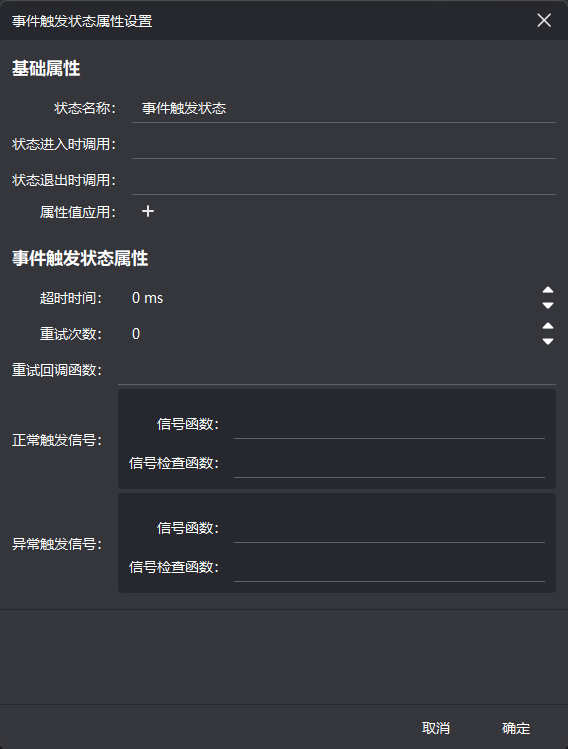 事件触发状态属性设置
基础属性
状态名称： 事件触发状态
状态进入时调用：
状态退出时调用：
属性值应用： +
事件触发状态属性
超时时间： 0 ms
重试次数： 0
重试回调函数：
正常触发信号：
信号函数：
信号检查函数：
异常触发信号：
信号函数：
信号检查函数：
取消 确定